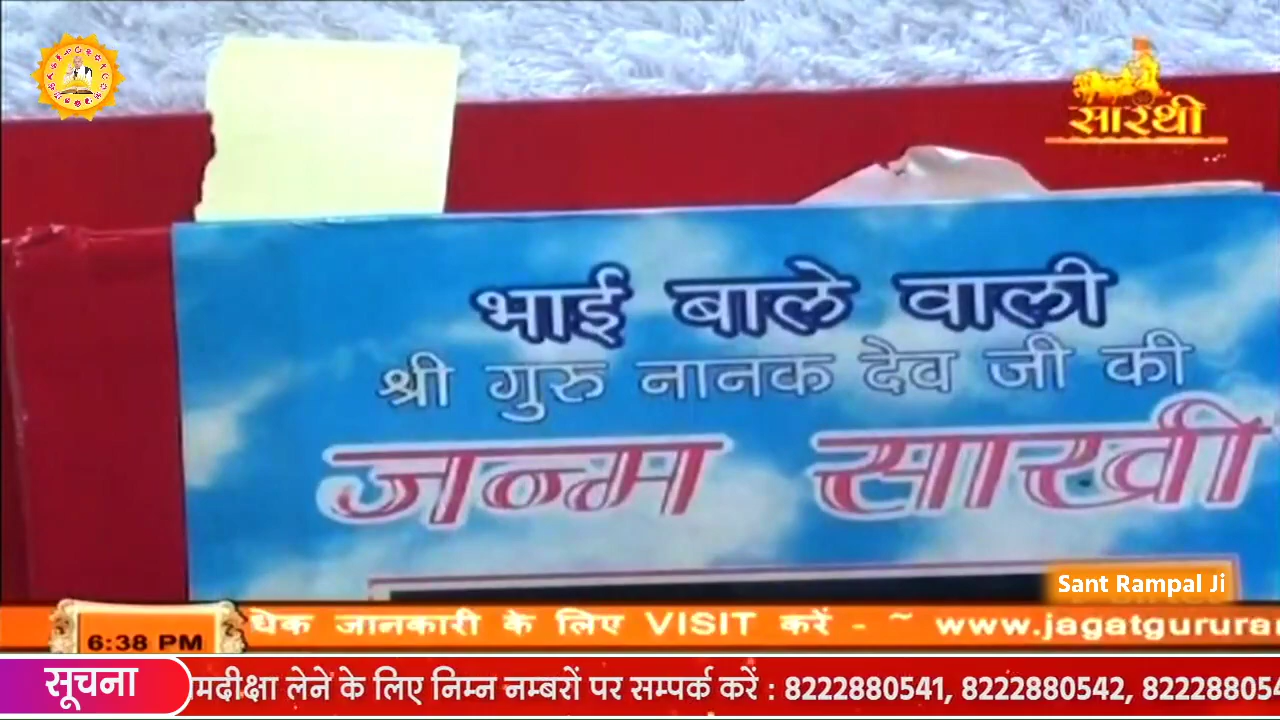 सारथी
भाई बाले वाली
श्री गुरु नानक देव जी की
जन्म साखी
Sant Rampal Ji
6:38 PM
धिक जानकारी के लिए VISIT करें - ~ www.jagatgururam
सूचना
मदीक्षा लेने के लिए निम्न नम्बरों पर सम्पर्क करें : 8222880541, 8222880542, 822288054